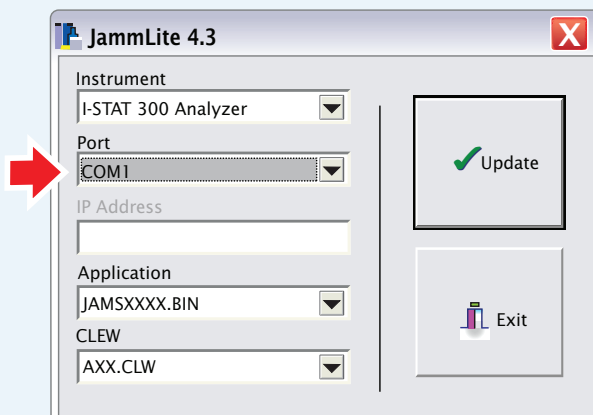 JammLite 4.3
Instrument
I-STAT 300 Analyzer
Port
COM1
IP Address
Application
JAMSXXXX.BIN
CLEW
AXX.CLW
Update
Exit